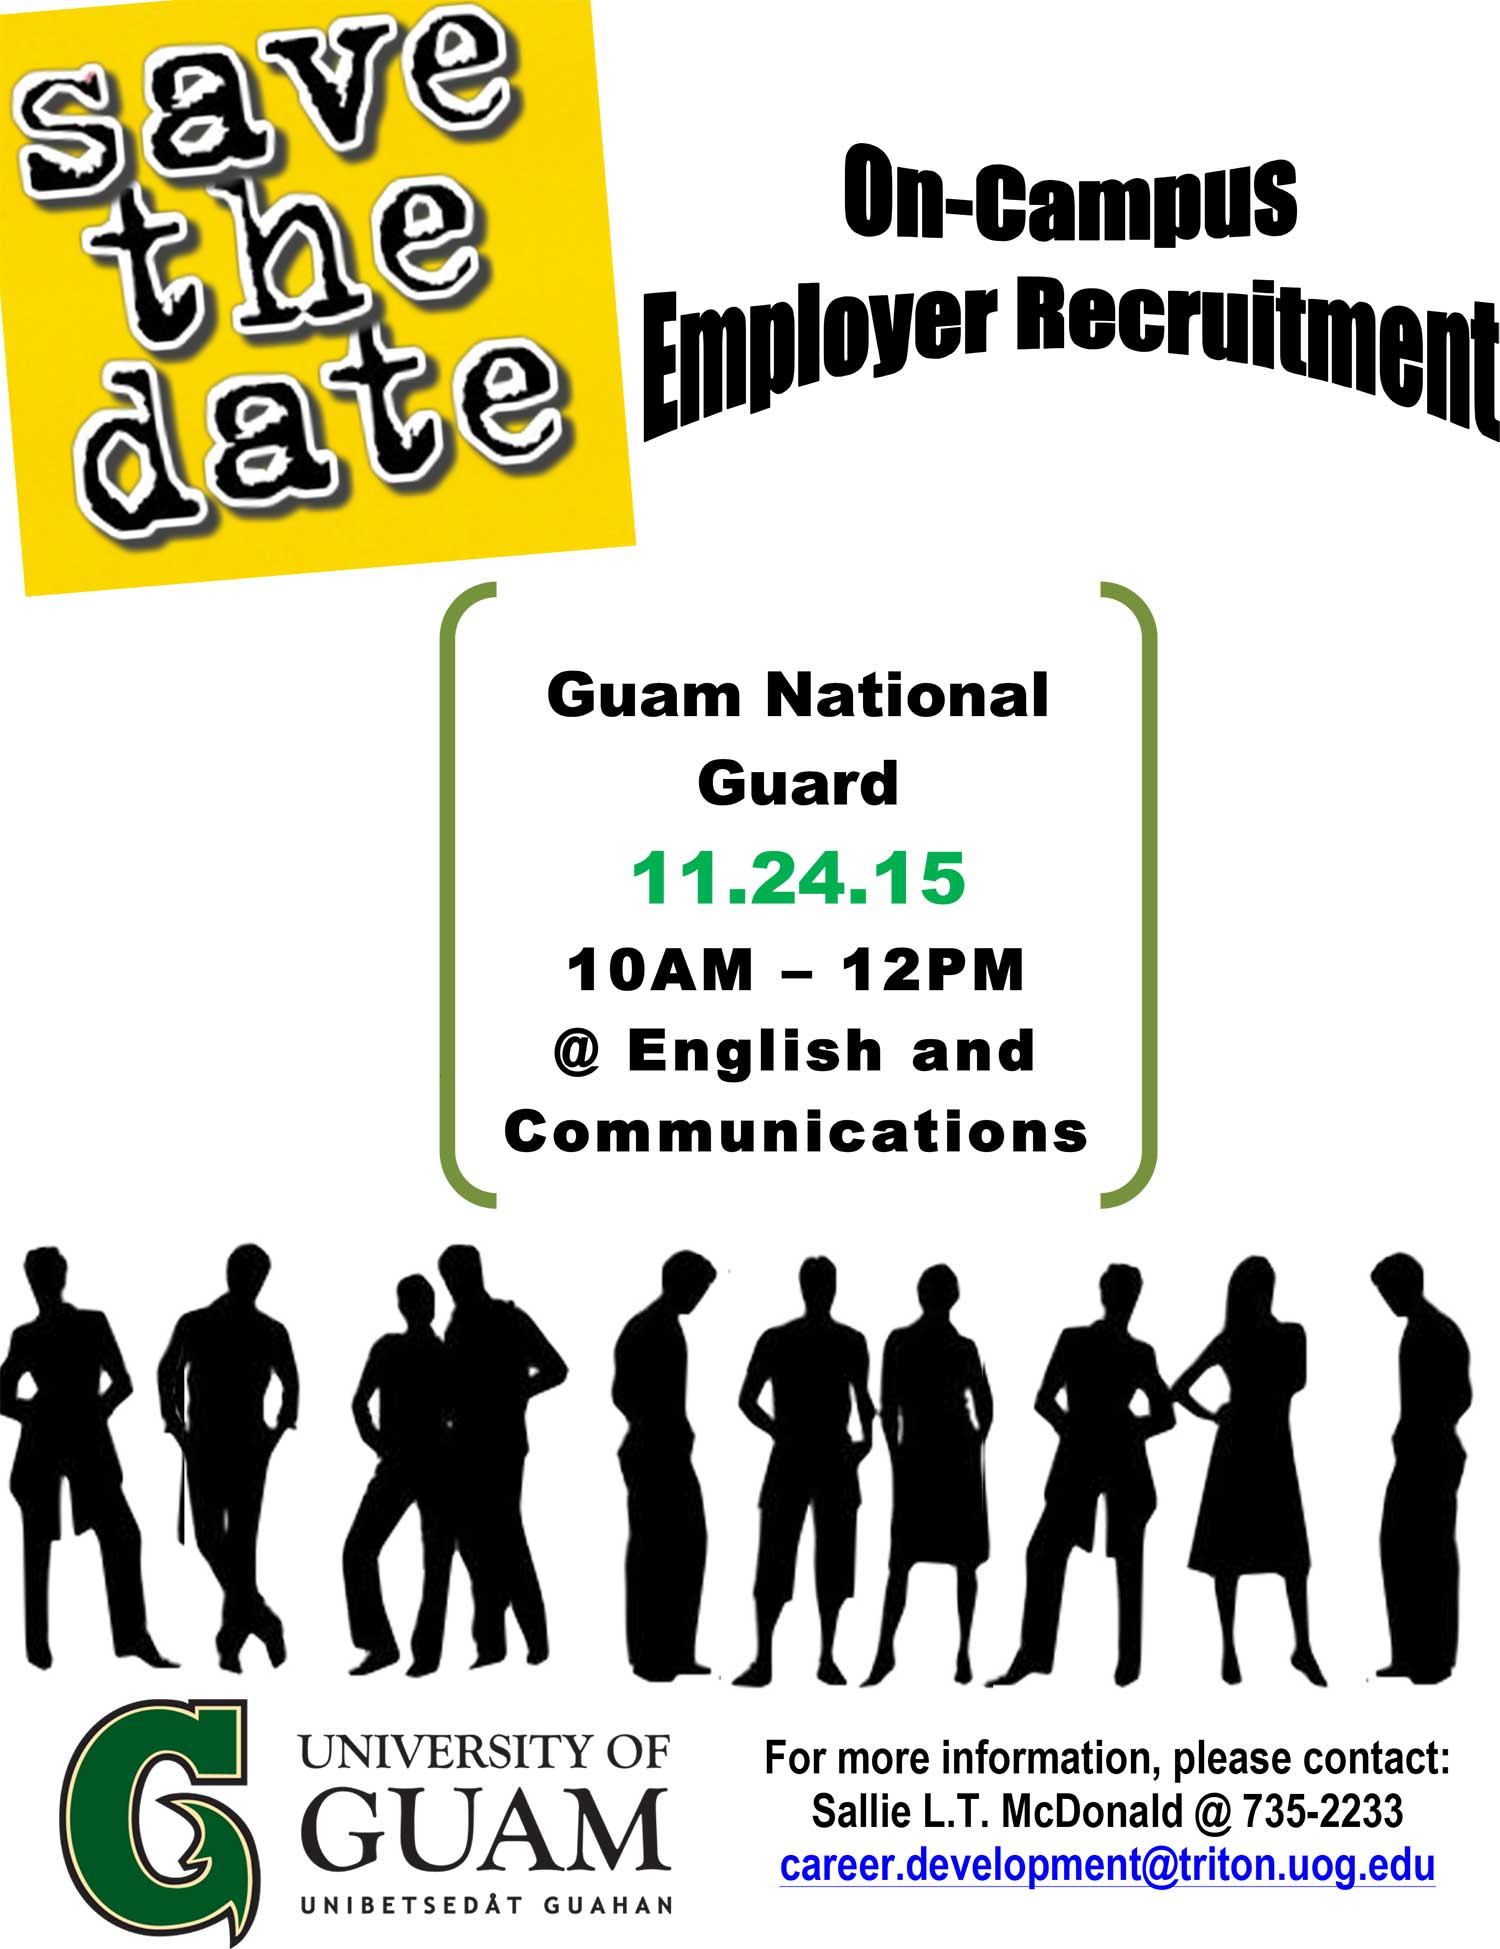 save
the
date
On-Campus
Employer Recruitment
Guam National
Guard
11.24.15
10AM – 12PM
@ English and
Communications
UNIVERSITY OF
GUAM
UNIBETSEDÅT GUAHAN
For more information, please contact:
Sallie L.T. McDonald @ 735-2233
career.development@triton.uog.edu